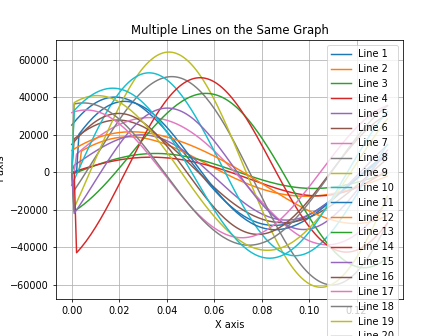 Multiple Lines on the Same Graph
60000
40000
20000
0
−20000
−40000
−60000
0.00
0.02
0.04
0.06
0.08
0.10
X axis
Line 1
Line 2
Line 3
Line 4
Line 5
Line 6
Line 7
Line 8
Line 9
Line 10
Line 11
Line 12
Line 13
Line 14
Line 15
Line 16
Line 17
Line 18
Line 19
Line 20